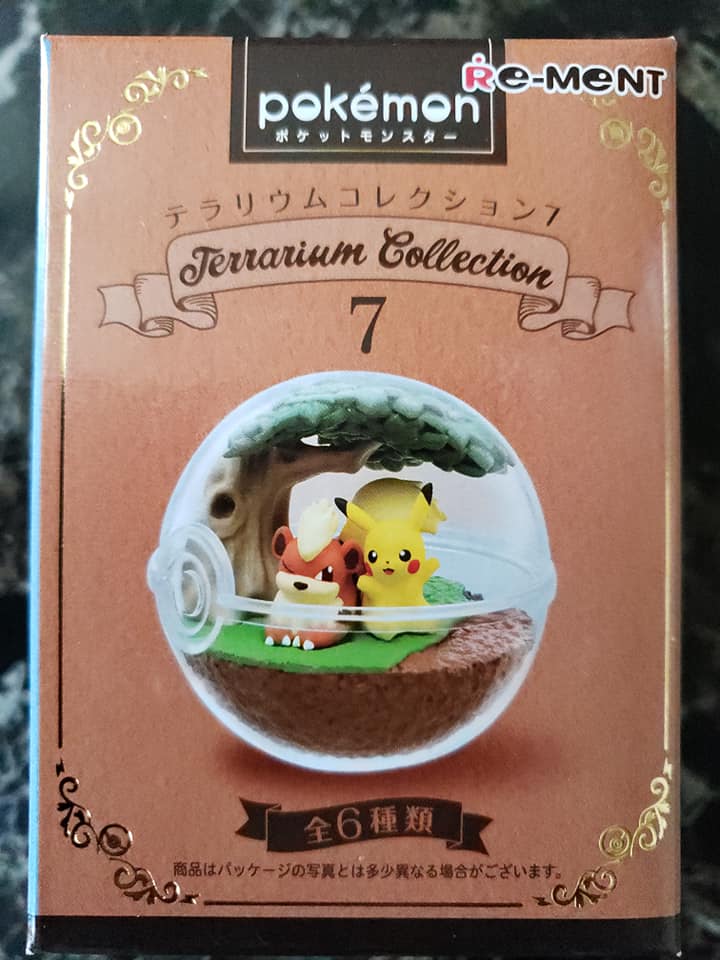 Re-MeNT
pokémon
ポケットモンスター
テラリウムコレクション7
Terrarium Collection
7
全6種類
商品はパッケージの写真とは多少異なる場合がございます。